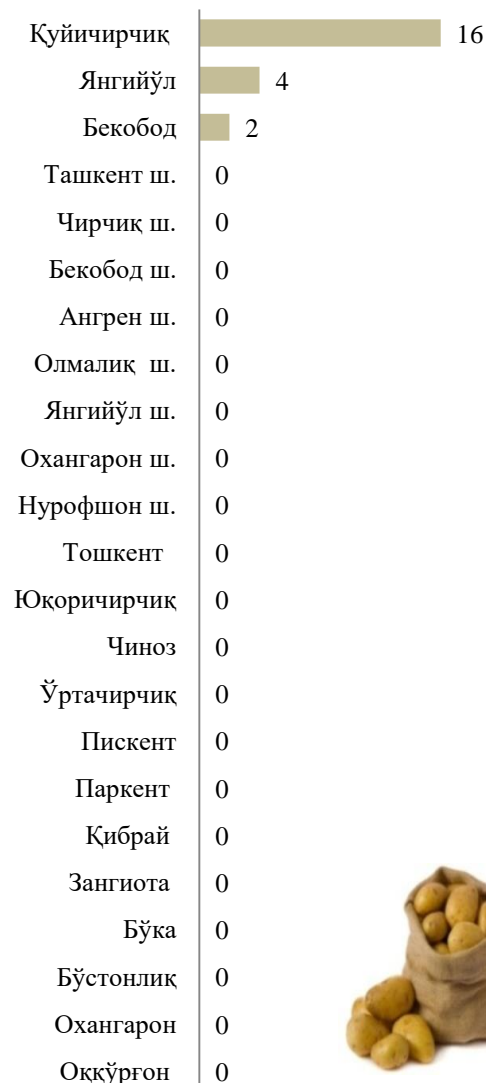 Қуйичирчиқ 16
Янгийўл 4
Бекобод 2
Ташкент ш. 0
Чирчиқ ш. 0
Бекобод ш. 0
Ангрен ш. 0
Олмалиқ ш. 0
Янгийўл ш. 0
Охангарон ш. 0
Нурофшон ш. 0
Тошкент 0
Юқоричирчиқ 0
Чиноз 0
Ўртачирчиқ 0
Пискент 0
Паркент 0
Қибрай 0
Зангиота 0
Бўка 0
Бўстонлиқ 0
Охангарон 0
Оққўрғон 0